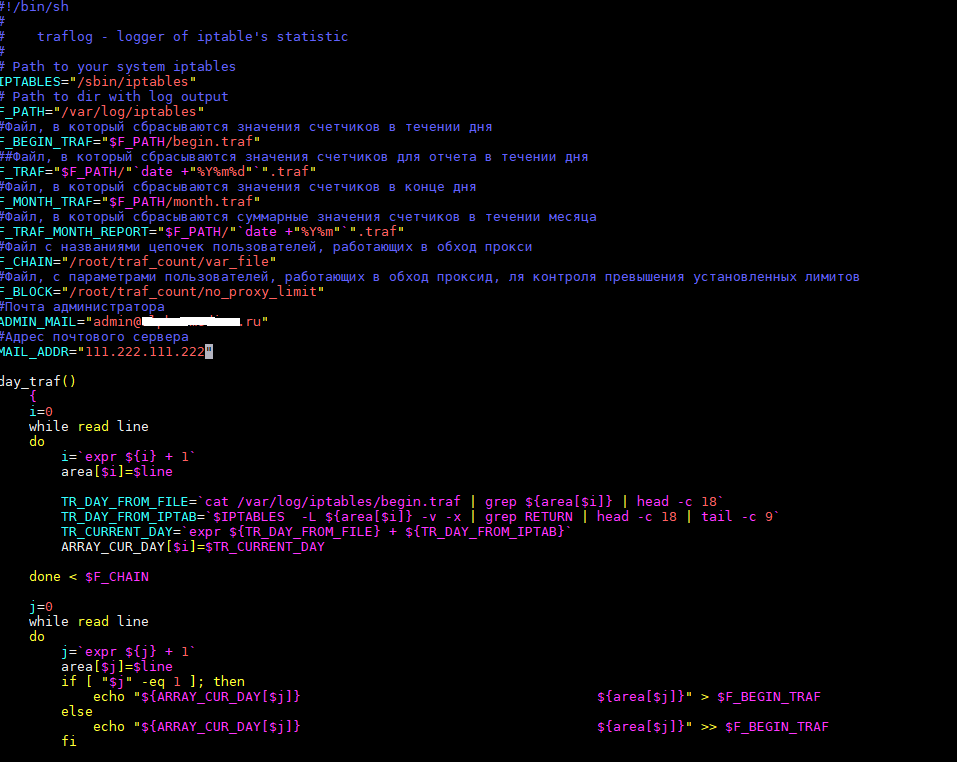 #!/bin/sh
#
#    traflog - logger of iptable's statistic
#
# Path to your system iptables
IPTABLES="/sbin/iptables"
# Path to dir with log output
F_PATH="/var/log/iptables"
#Файл, в который сбрасываются значения счетчиков в течении дня
F_BEGIN_TRAF="$F_PATH/begin.traf"
##Файл, в который сбрасываются значения счетчиков для отчета в течении дня
F_TRAF="$F_PATH/"`date +"%Y%m%d"`".traf"
#Файл, в который сбрасываются значения счетчиков в конце дня
F_MONTH_TRAF="$F_PATH/month.traf"
#Файл, в который сбрасываются суммарные значения счетчиков в течении месяца
F_TRAF_MONTH_REPORT="$F_PATH/"`date +"%Y%m"`".traf"
#Файл с названиями цепочек пользователей, работающих в обход прокси
F_CHAIN="/root/traf_count/var_file"
#Файл, с параметрами пользователей, работающих в обход проксид, ля контроля превышения установленных лимитов
F_BLOCK="/root/traf_count/no_proxy_limit"
#Почта администратора
ADMIN_MAIL="admin@ .ru"
#Адрес почтового сервера
MAIL_ADDR="111.222.111.222"
day_traf()
    {
    i=0
    while read line
    do
        i=`expr ${i} + 1`
        area[$i]=$line
        TR_DAY_FROM_FILE=`cat /var/log/iptables/begin.traf | grep ${area[$i]} | head -c 18`
        TR_DAY_FROM_IPTAB=`$IPTABLES  -L ${area[$i]} -v -x | grep RETURN | head -c 18 | tail -c 9`
        TR_CURRENT_DAY=`expr ${TR_DAY_FROM_FILE} + ${TR_DAY_FROM_IPTAB}`
        ARRAY_CUR_DAY[$i]=$TR_CURRENT_DAY
    done < $F_CHAIN
    j=0
    while read line
    do
        j=`expr ${j} + 1`
        area[$j]=$line
        if [ "$j" -eq 1 ]; then
            echo "${ARRAY_CUR_DAY[$j]}                                     ${area[$j]}" > $F_BEGIN_TRAF
        else
            echo "${ARRAY_CUR_DAY[$j]}                                     ${area[$j]}" >> $F_BEGIN_TRAF
        fi